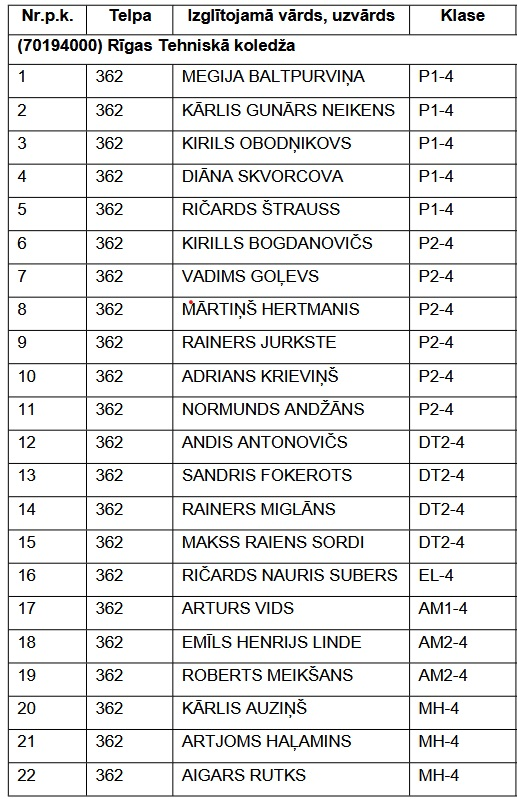 Nr.p.k. Telpa Izglītojamā vārds, uzvārds Klase
(70194000) Rīgas Tehniskā koledža
1 362 MEGIJA BALTPURVIŅA P1-4
2 362 KĀRLIS GUNĀRS NEIKENS P1-4
3 362 KIRILS OBODŅIKOVS P1-4
4 362 DIĀNA SKVORCOVA P1-4
5 362 RIČARDS ŠTRAUSS P1-4
6 362 KIRILLS BOGDANOVIČS P2-4
7 362 VADIMS GOĻEVS P2-4
8 362 MĀRTIŅŠ HERTMANIS P2-4
9 362 RAINERS JURKSTE P2-4
10 362 ADRIANS KRIEVIŅŠ P2-4
11 362 NORMUNDS ANDŽĀNS P2-4
12 362 ANDIS ANTONOVIČS DT2-4
13 362 SANDRIS FOKEROTS DT2-4
14 362 RAINERS MIGLĀNS DT2-4
15 362 MAKSS RAIENS SORDI DT2-4
16 362 RIČARDS NAURIS SUBERS EL-4
17 362 ARTURS VIDS AM1-4
18 362 EMĪLS HENRIJS LINDE AM2-4
19 362 ROBERTS MEIKŠANS AM2-4
20 362 KĀRLIS AUZIŅŠ MH-4
21 362 ARTJOMS HAĻAMINS MH-4
22 362 AIGARS RUTKS MH-4